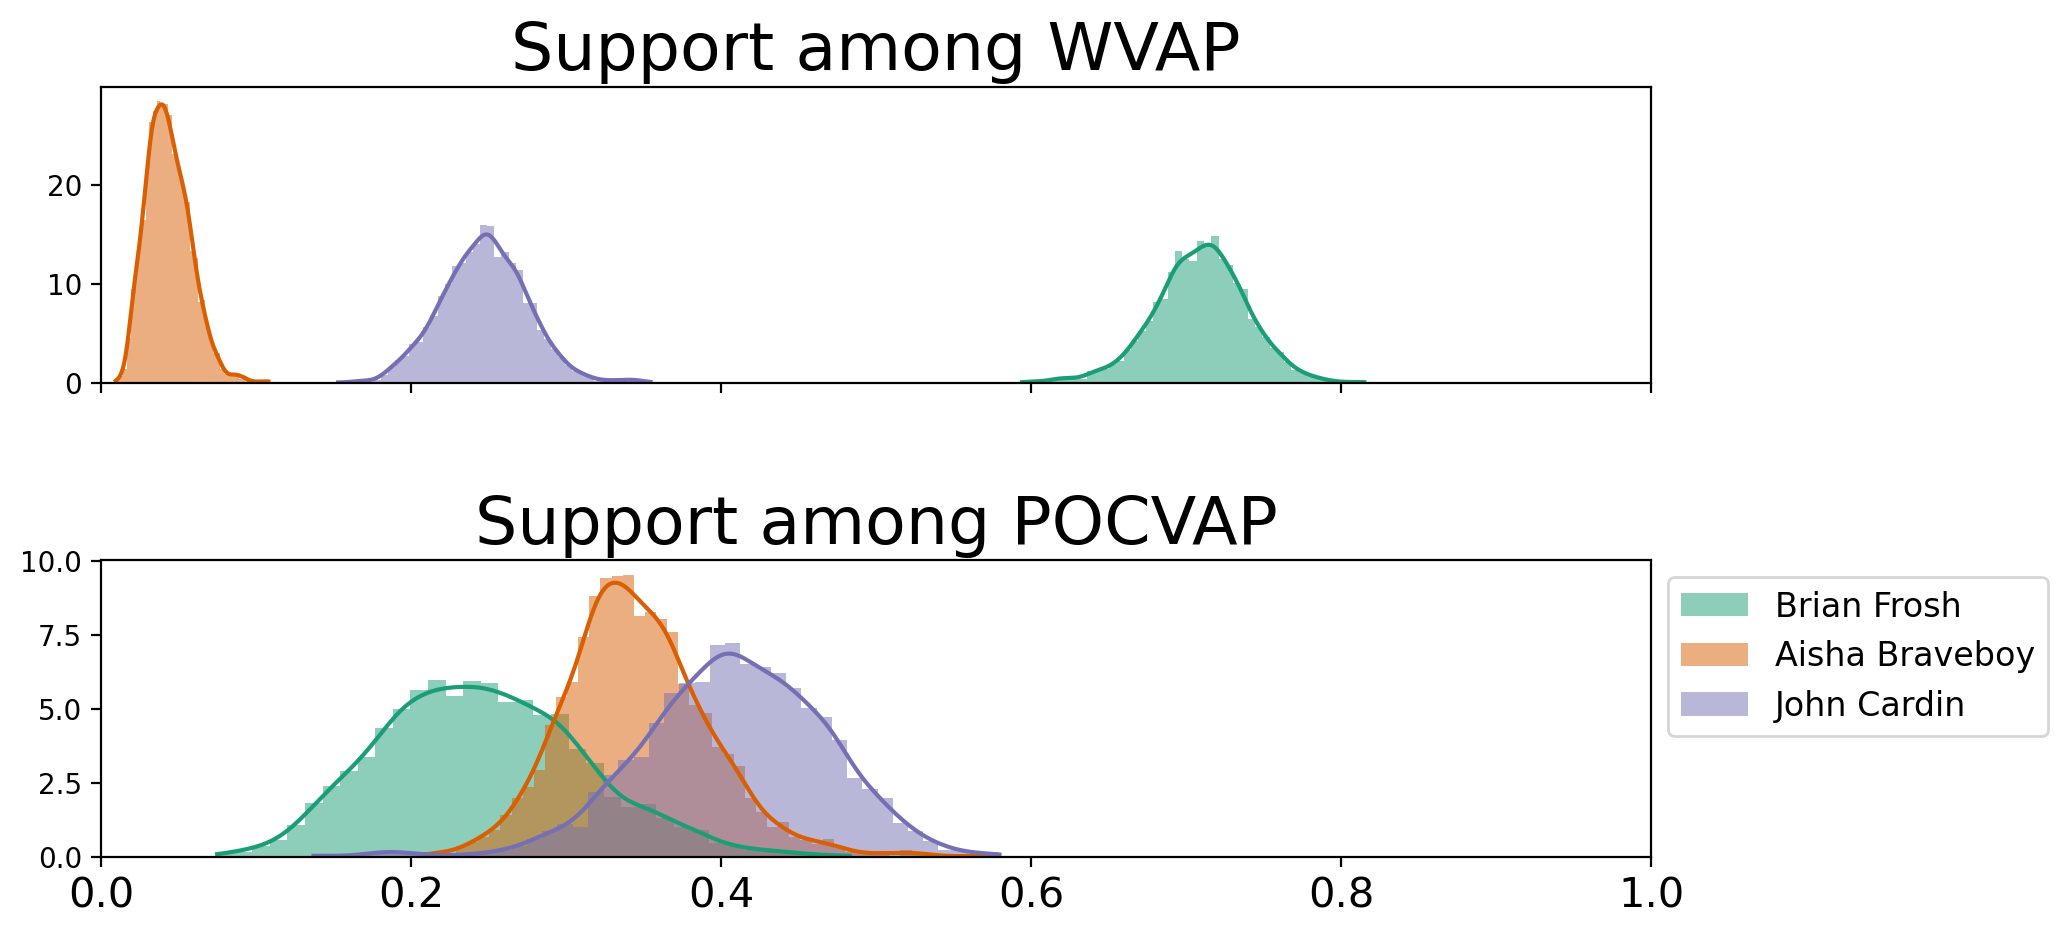 Support among WVAP
20
10
0
Support among POCVAP
10.0
7.5
5.0
2.5
0.0
0.0 0.2 0.4 0.6 0.8 1.0
Brian Frosh
Aisha Braveboy
John Cardin